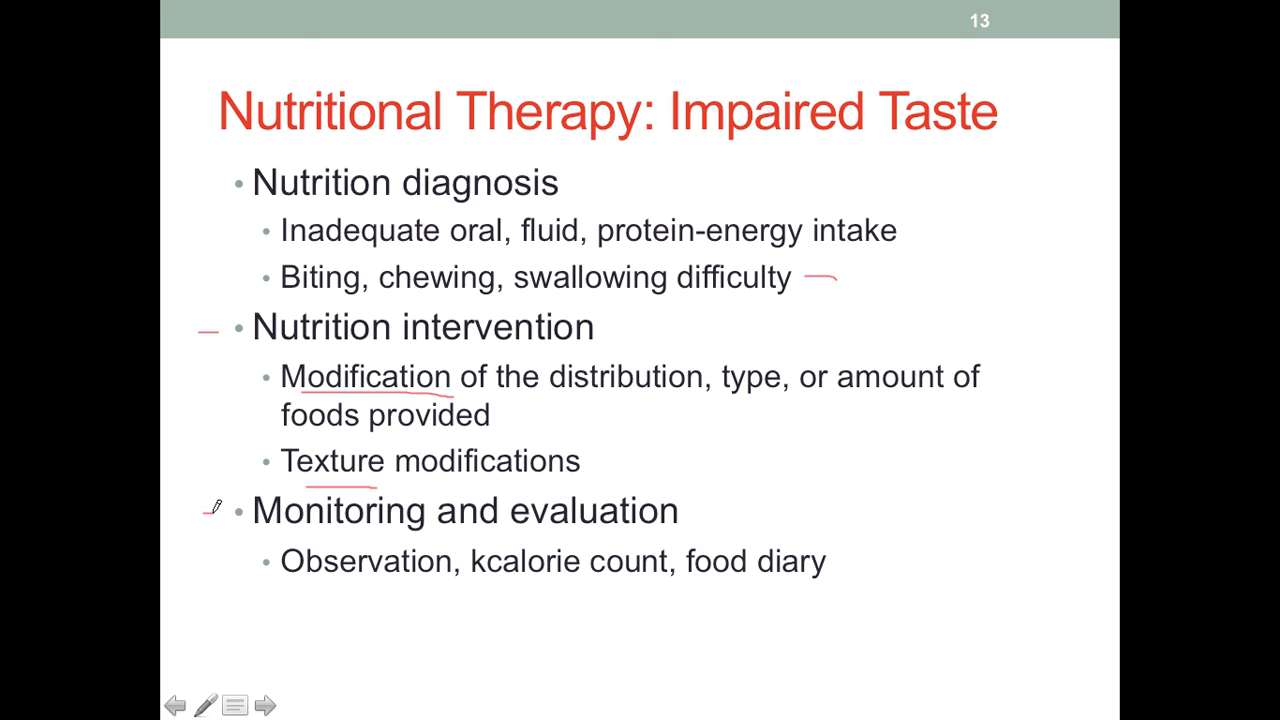 13
Nutritional Therapy: Impaired Taste
• Nutrition diagnosis
• Inadequate oral, fluid, protein-energy intake
• Biting, chewing, swallowing difficulty
• Nutrition intervention
• Modification of the distribution, type, or amount of
foods provided
• Texture modifications
• Monitoring and evaluation
• Observation, kcalorie count, food diary